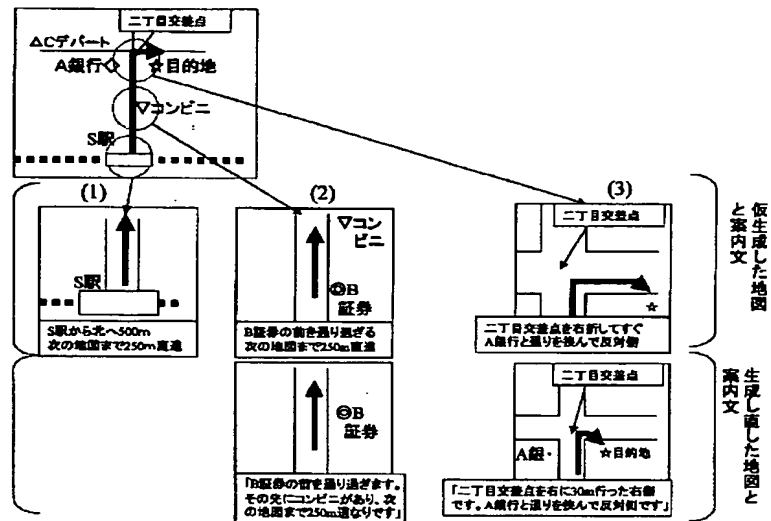 二丁目交差点
△Cデパート
A銀行◇
☆目的地
▽コンビニ
S駅
(1)
(2)
(3)
S駅
S駅から北へ500m
次の地図まで250m直進
▽コン
ビニ
◎B
証券
B証券の前を通り過ぎる
次の地図まで250m直進
二丁目交差点
☆
二丁目交差点を右折してすぐ
A銀行と通りを挟んで反対側
仮生成した地図
と案内文
◎B
証券
「B証券の前を通り過ぎます。
その先にコンビニがあり、次
の地図まで250m道なりです」
二丁目交差点
A銀・
☆目的地
「二丁目交差点を右に30m行った右側
です。A銀行と通りを挟んで反対側です」
生成し直した地図と
案内文